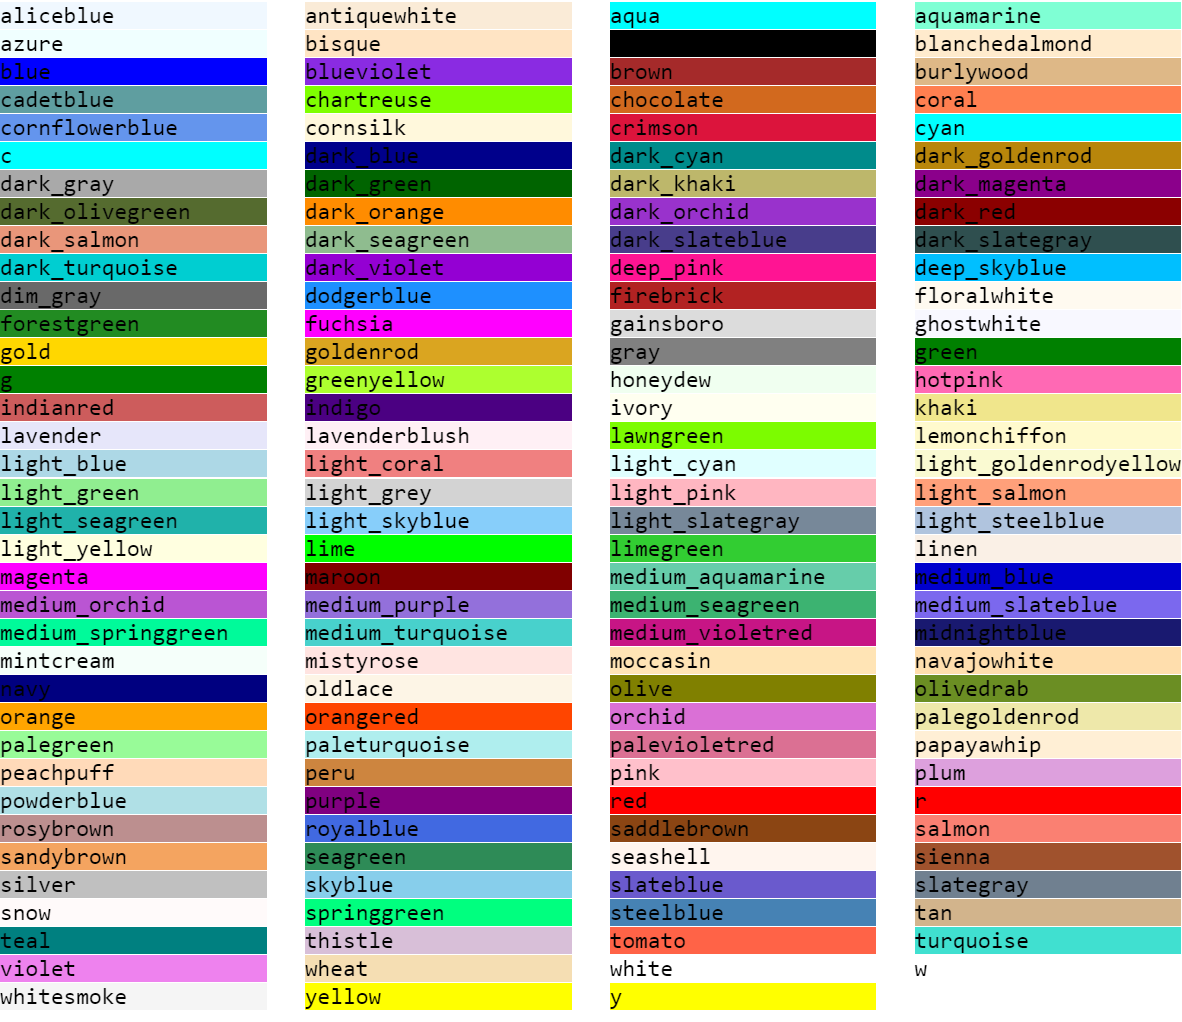 aliceblue antiquewhite aqua aquamarine
azure bisque blanchedalmond
blue blueviolet brown burlywood
cadetblue chartreuse chocolate coral
cornflowerblue cornsilk crimson cyan
c dark_blue dark_cyan dark_goldenrod
dark_gray dark_green dark_khaki dark_magenta
dark_olivegreen dark_orange dark_orchid dark_red
dark_salmon dark_seagreen dark_slateblue dark_slategray
dark_turquoise dark_violet deep_pink deep_skyblue
dim_gray dodgerblue firebrick floralwhite
forestgreen fuchsia gainsboro ghostwhite
gold goldenrod gray green
g greenyellow honeydew hotpink
indianred indigo ivory khaki
lavender lavenderblush lawngreen lemonchiffon
light_blue light_coral light_cyan light_goldenrodyellow
light_green light_grey light_pink light_salmon
light_seagreen light_skyblue light_slategray light_steelblue
light_yellow lime limegreen linen
magenta maroon medium_aquamarine medium_blue
medium_orchid medium_purple medium_seagreen medium_slateblue
medium_springgreen medium_turquoise medium_violetred midnightblue
mintcream mistyrose moccasin navajowhite
navy oldlace olive olivedrab
orange orangered orchid palegoldenrod
palegreen paleturquoise palevioletred papayawhip
peachpuff peru pink plum
powderblue purple red r
rosybrown royalblue saddlebrown salmon
sandybrown seagreen seashell sienna
silver skyblue slateblue slategray
snow springgreen steelblue tan
teal thistle tomato turquoise
violet wheat white w
whitesmoke yellow y